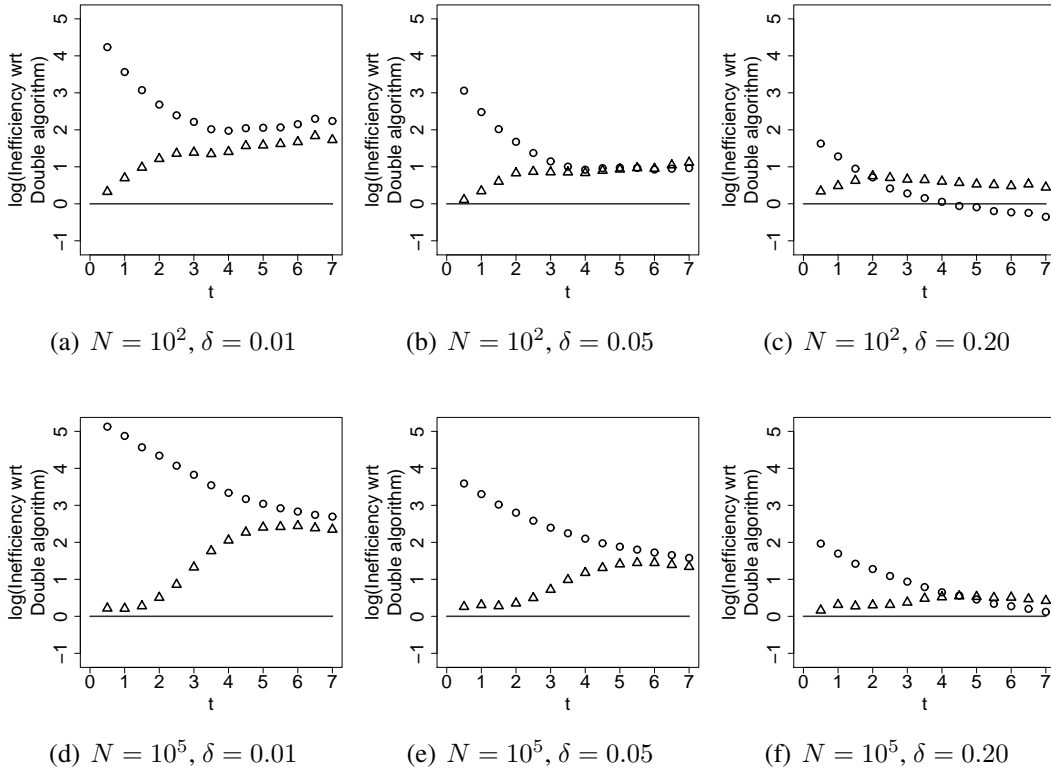 log(Inefficiency wrt
Double algorithm)
−1 0 1 2 3 4 5
0 1 2 3 4 5 6 7
t
(a) N = 10², δ = 0.01
log(Inefficiency wrt
Double algorithm)
−1 0 1 2 3 4 5
0 1 2 3 4 5 6 7
t
(b) N = 10², δ = 0.05
log(Inefficiency wrt
Double algorithm)
−1 0 1 2 3 4 5
0 1 2 3 4 5 6 7
t
(c) N = 10², δ = 0.20
log(Inefficiency wrt
Double algorithm)
−1 0 1 2 3 4 5
0 1 2 3 4 5 6 7
t
(d) N = 10⁵, δ = 0.01
log(Inefficiency wrt
Double algorithm)
−1 0 1 2 3 4 5
0 1 2 3 4 5 6 7
t
(e) N = 10⁵, δ = 0.05
log(Inefficiency wrt
Double algorithm)
−1 0 1 2 3 4 5
0 1 2 3 4 5 6 7
t
(f) N = 10⁵, δ = 0.20